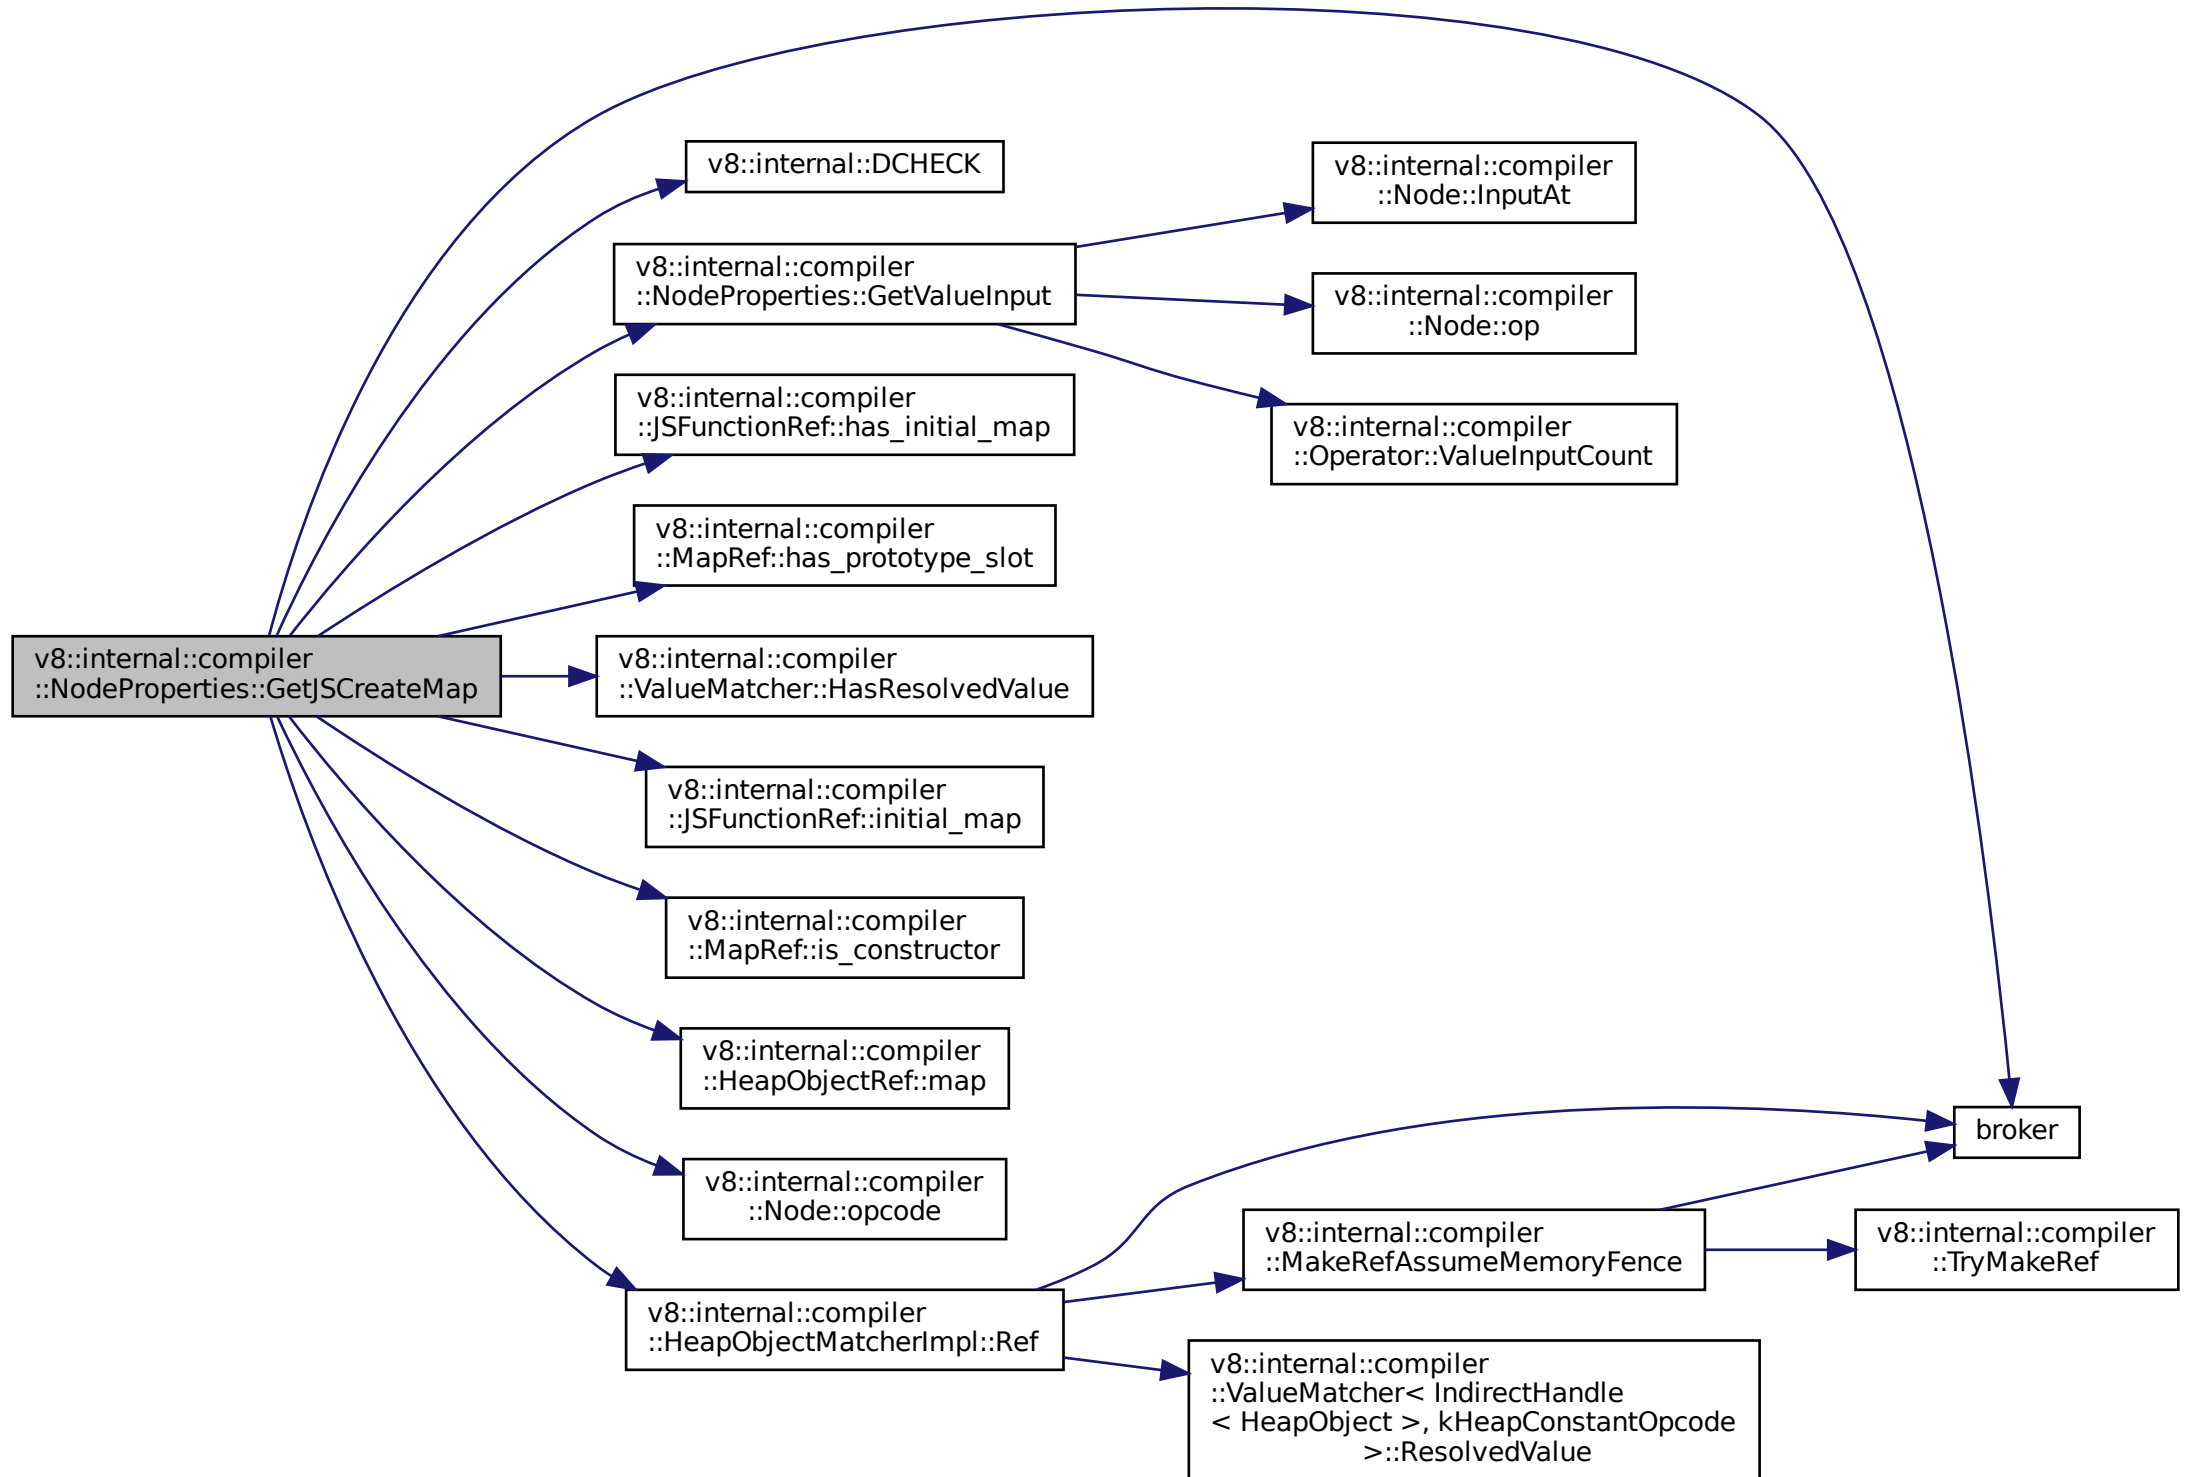 v8::internal::DCHECK
v8::internal::compiler
::Node::InputAt
v8::internal::compiler
::NodeProperties::GetValueInput
v8::internal::compiler
::Node::op
v8::internal::compiler
::JSFunctionRef::has_initial_map
v8::internal::compiler
::Operator::ValueInputCount
v8::internal::compiler
::MapRef::has_prototype_slot
v8::internal::compiler
::NodeProperties::GetJSCreateMap
v8::internal::compiler
::ValueMatcher::HasResolvedValue
v8::internal::compiler
::JSFunctionRef::initial_map
v8::internal::compiler
::MapRef::is_constructor
v8::internal::compiler
::HeapObjectRef::map
broker
v8::internal::compiler
::Node::opcode
v8::internal::compiler
::MakeRefAssumeMemoryFence
v8::internal::compiler
::TryMakeRef
v8::internal::compiler
::HeapObjectMatcherImpl::Ref
v8::internal::compiler
::ValueMatcher< IndirectHandle
< HeapObject >, kHeapConstantOpcode
>::ResolvedValue